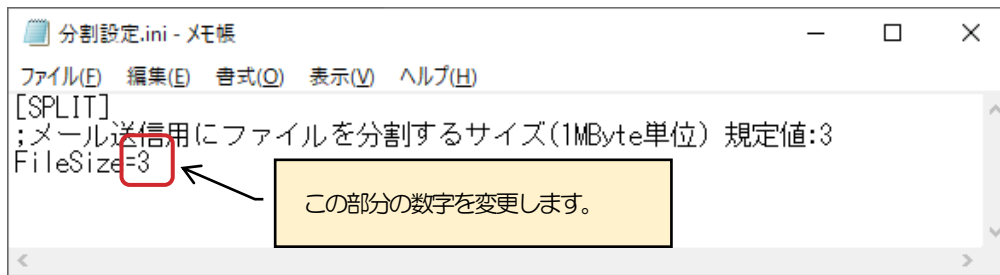 分割設定.ini - メモ帳
ファイル(F) 編集(E) 書式(O) 表示(V) ヘルプ(H)
[SPLIT]
;メール送信用にファイルを分割するサイズ(1MByte単位) 規定値:3
FileSize=3
この部分の数字を変更します。